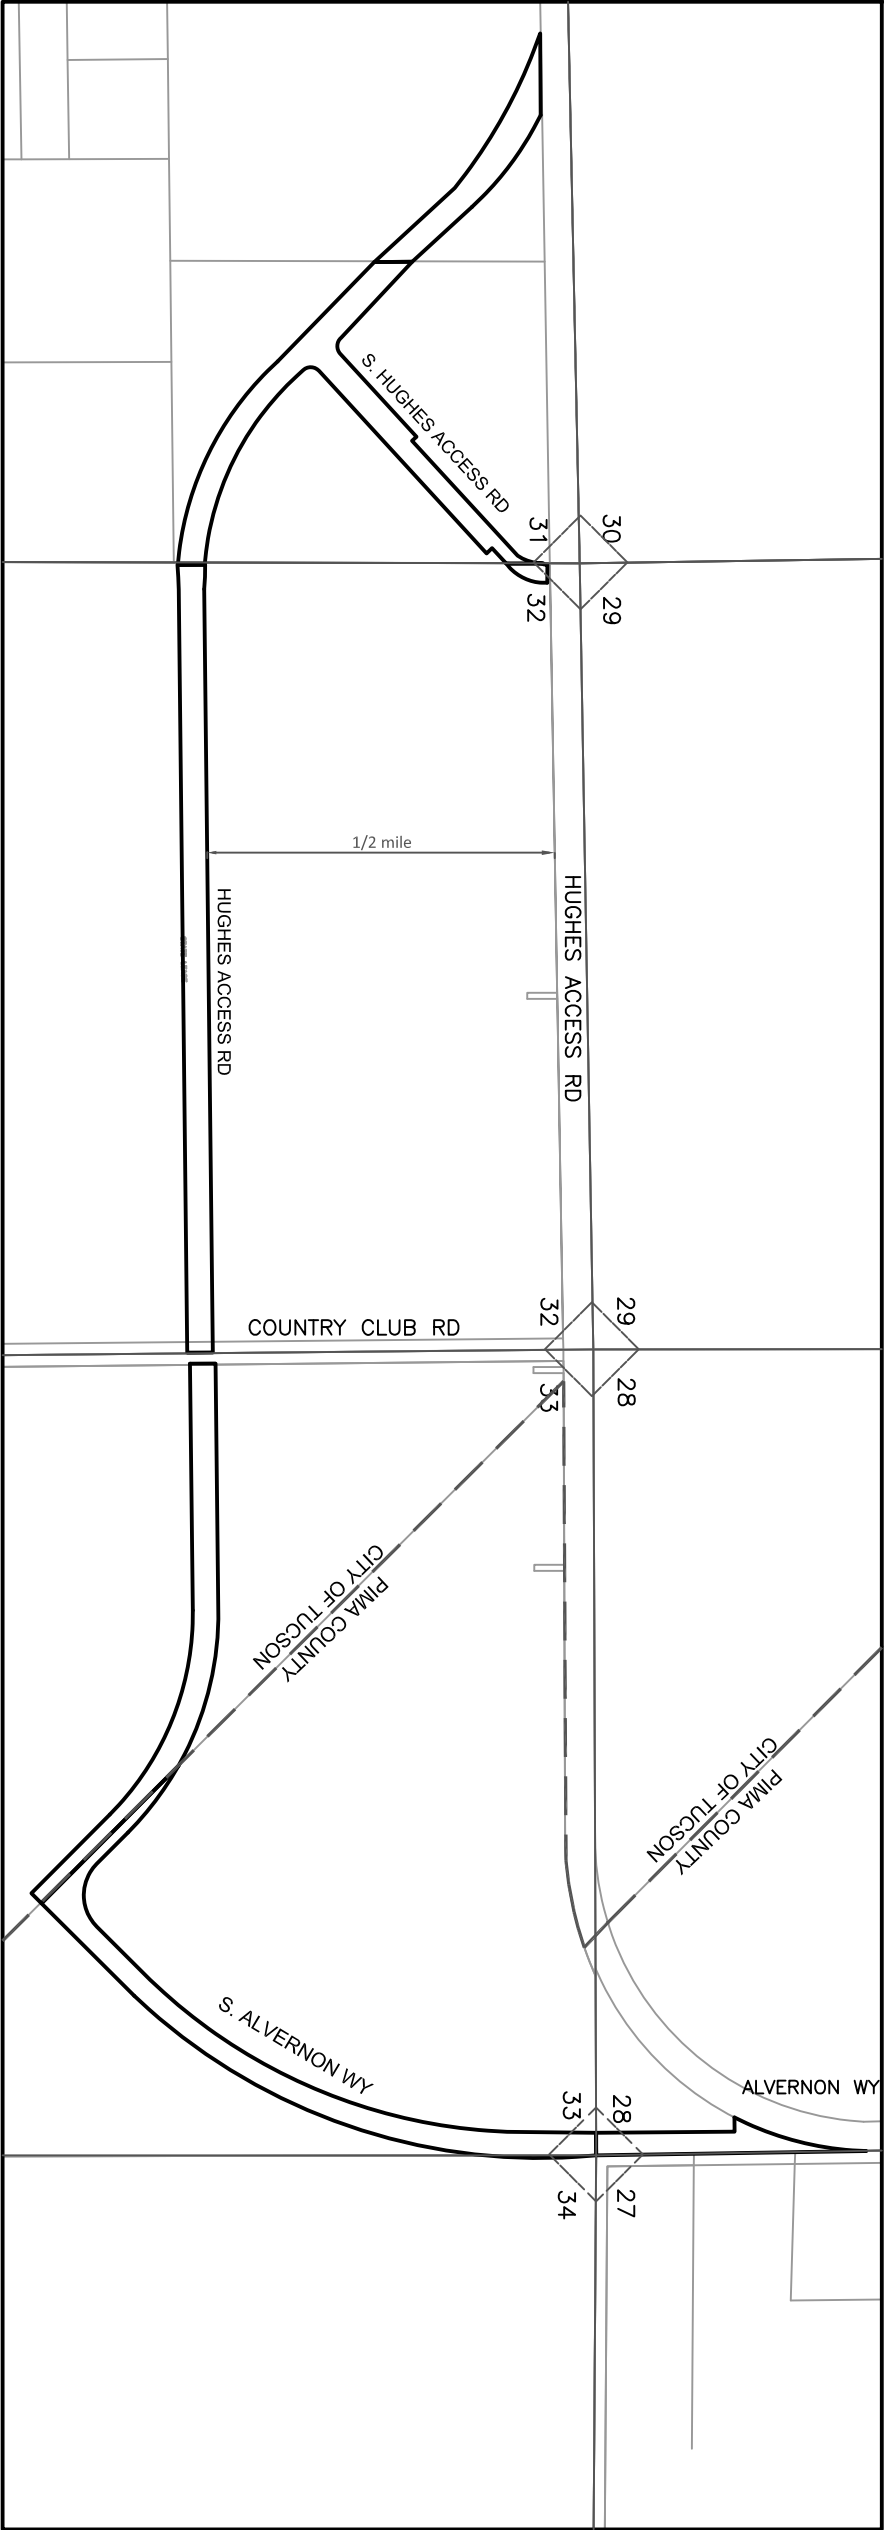 S. HUGHES ACCESS RD
31
30
32
29
1/2 mile
HUGHES ACCESS RD
HUGHES ACCESS RD
COUNTRY CLUB RD
32
29
33
28
CITY OF TUCSON
PIMA COUNTY
CITY OF TUCSON
PIMA COUNTY
S. ALVERNON WY
ALVERNON WY
33
28
34
27